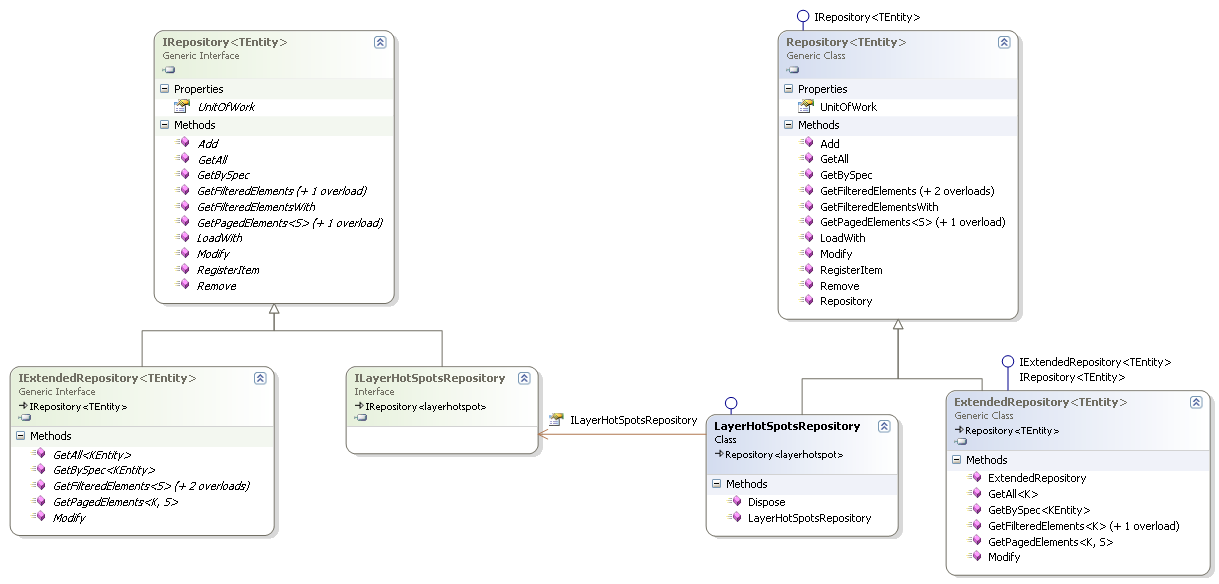 IRepository<TEntity>
IRepository<TEntity>
Generic Interface
Properties
UnitOfWork
Methods
Add
GetAll
GetBySpec
GetFilteredElements (+ 1 overload)
GetFilteredElementsWith
GetPagedElements<S> (+ 1 overload)
LoadWith
Modify
RegisterItem
Remove
Repository<TEntity>
Generic Class
Properties
UnitOfWork
Methods
Add
GetAll
GetBySpec
GetFilteredElements (+ 2 overloads)
GetFilteredElementsWith
GetPagedElements<S> (+ 1 overload)
LoadWith
Modify
RegisterItem
Remove
Repository
IExtendedRepository<TEntity>
Generic Interface
IRepository<TEntity>
Methods
GetAll<KEntity>
GetBySpec<KEntity>
GetFilteredElements<S> (+ 2 overloads)
GetPagedElements<K, S>
Modify
ILayerHotSpotsRepository
Interface
IRepository<layerhotspot>
ILayerHotSpotsRepository
LayerHotSpotsRepository
Class
Repository<layerhotspot>
Methods
Dispose
LayerHotSpotsRepository
IExtendedRepository<TEntity>
IRepository<TEntity>
ExtendedRepository<TEntity>
Generic Class
Repository<TEntity>
Methods
ExtendedRepository
GetAll<K>
GetBySpec<KEntity>
GetFilteredElements<K> (+ 1 overload)
GetPagedElements<K, S>
Modify